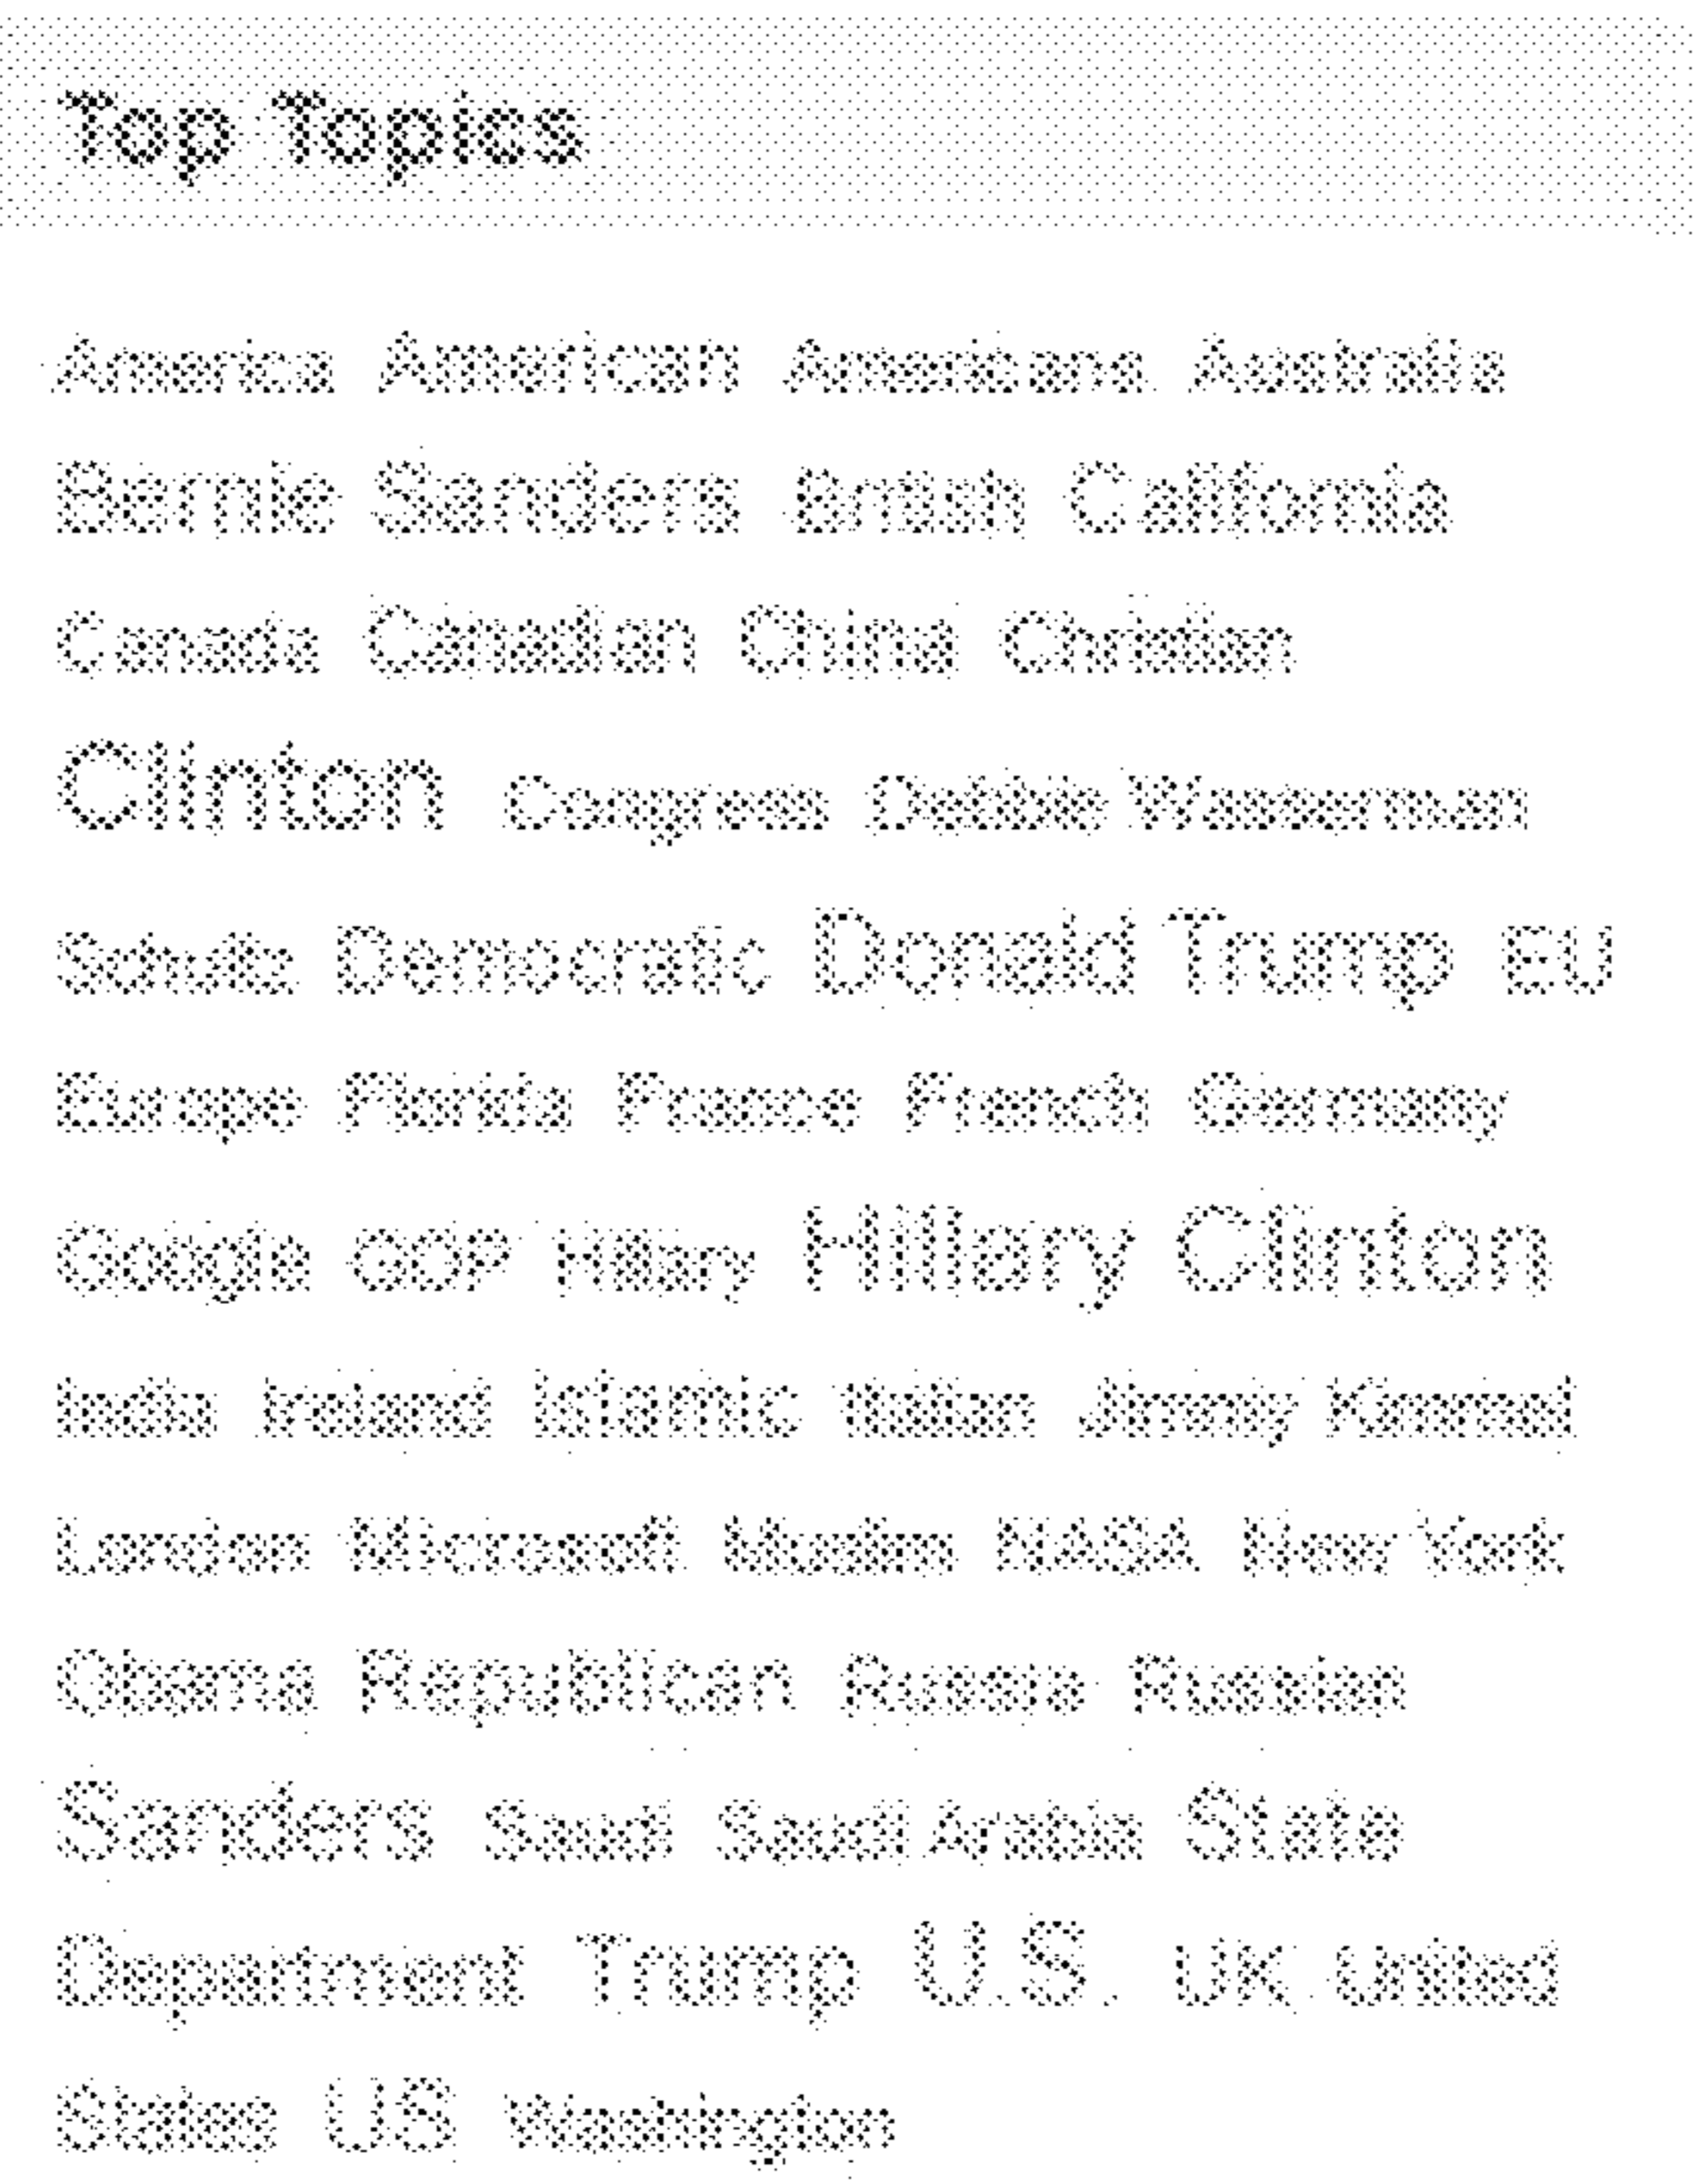 Top Topics
America American Americans Australia
Bernie Sanders British California
Canada Canadian China Christian
Clinton Congress Debbie Wasserman
Schultz Democratic Donald Trump EU
Europe Florida France French Germany
Google GOP Hillary Hillary Clinton
India Ireland Islamic Italian Jimmy Kimmel
London Microsoft Muslim NASA New York
Obama Republican Russia Russian
Sanders Saudi Saudi Arabia State
Department Trump U.S. UK United
States US Washington